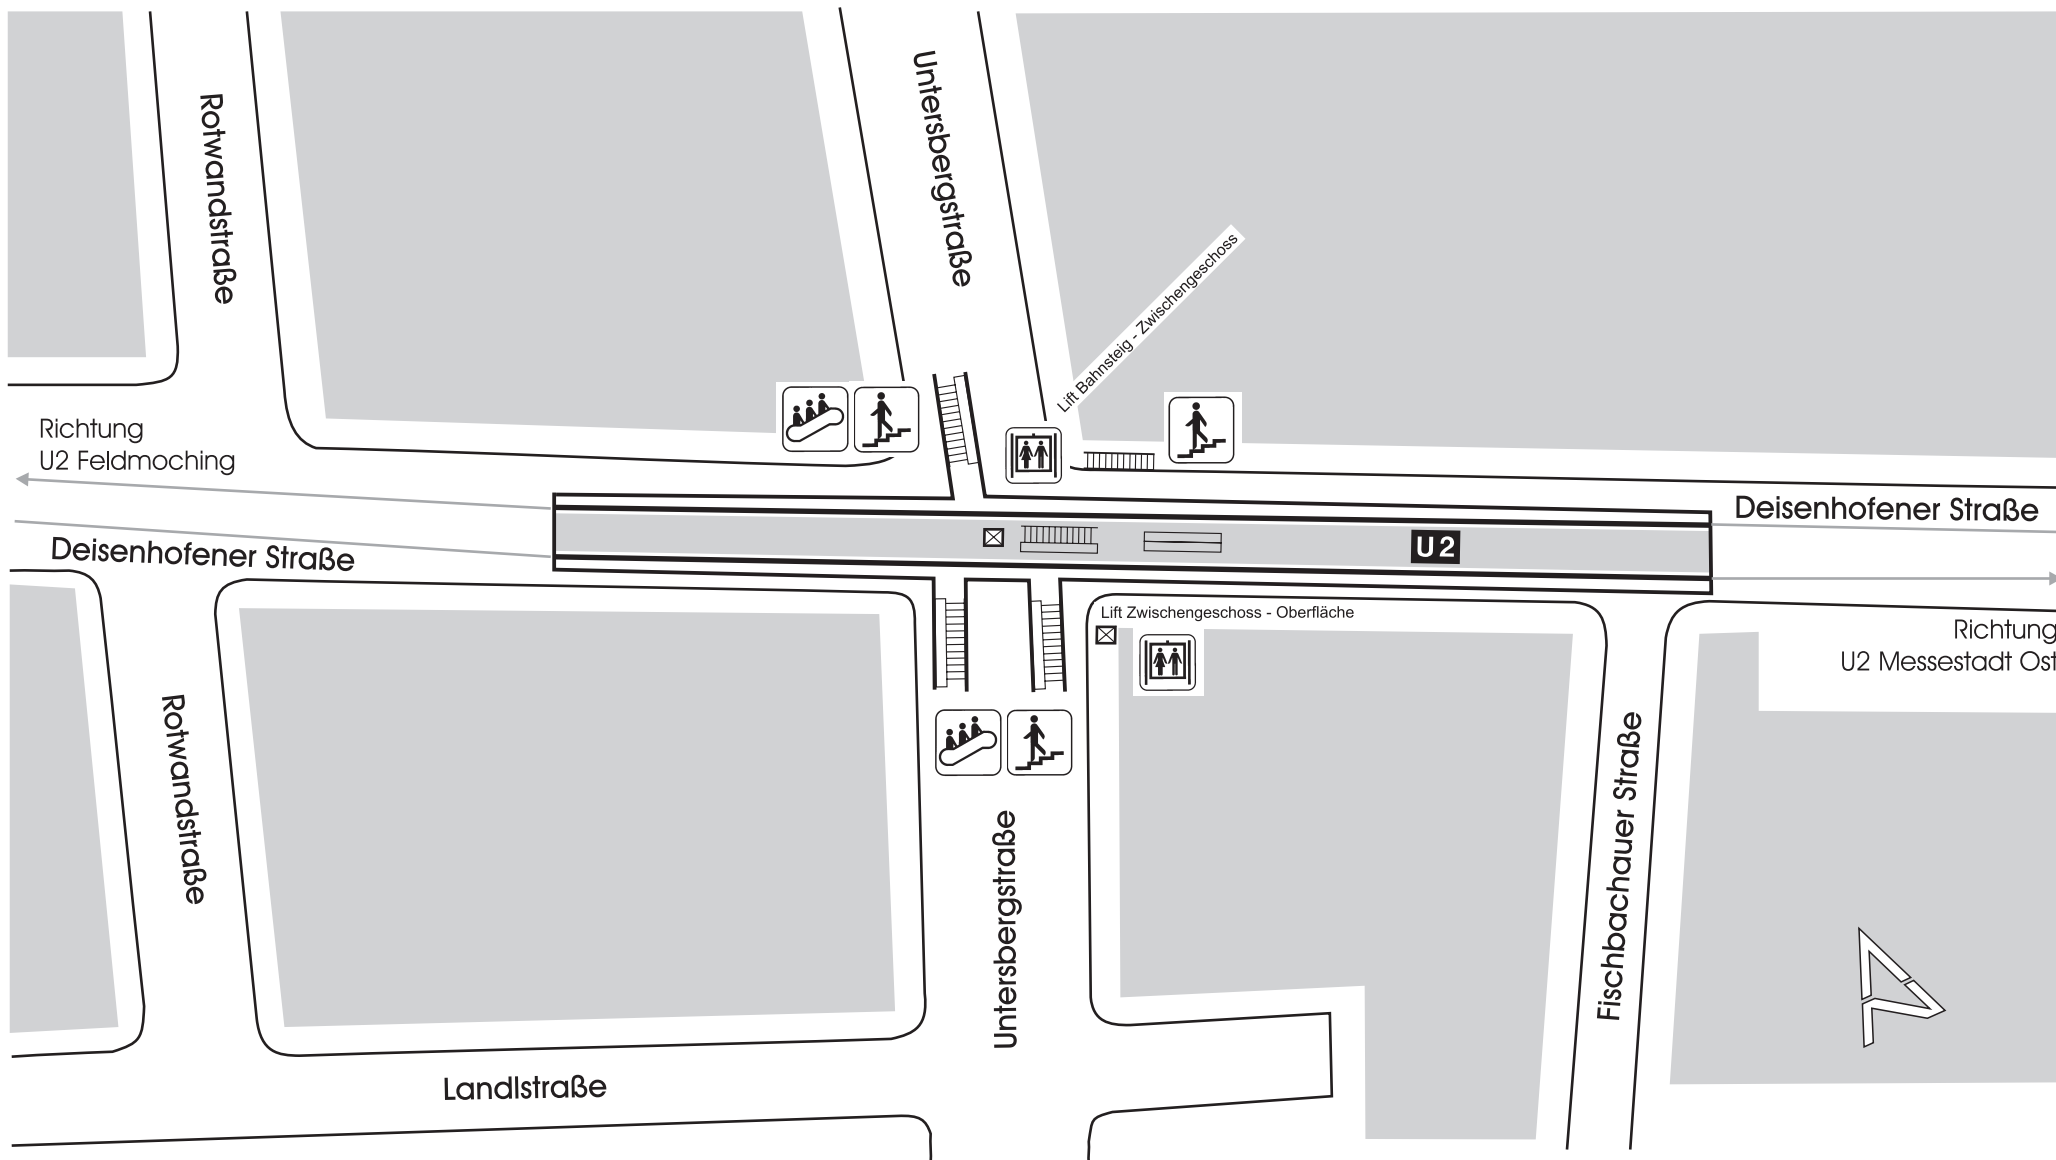 Rotwandstraße
Untersbergstraße
Lift Bahnsteig - Zwischengeschoss
Richtung
U2 Feldmoching
Deisenhofener Straße
Deisenhofener Straße
U2
Lift Zwischengeschoss - Oberfläche
Richtung
U2 Messestadt Ost
Rotwandstraße
Untersbergstraße
Fischbachauer Straße
Landlstraße